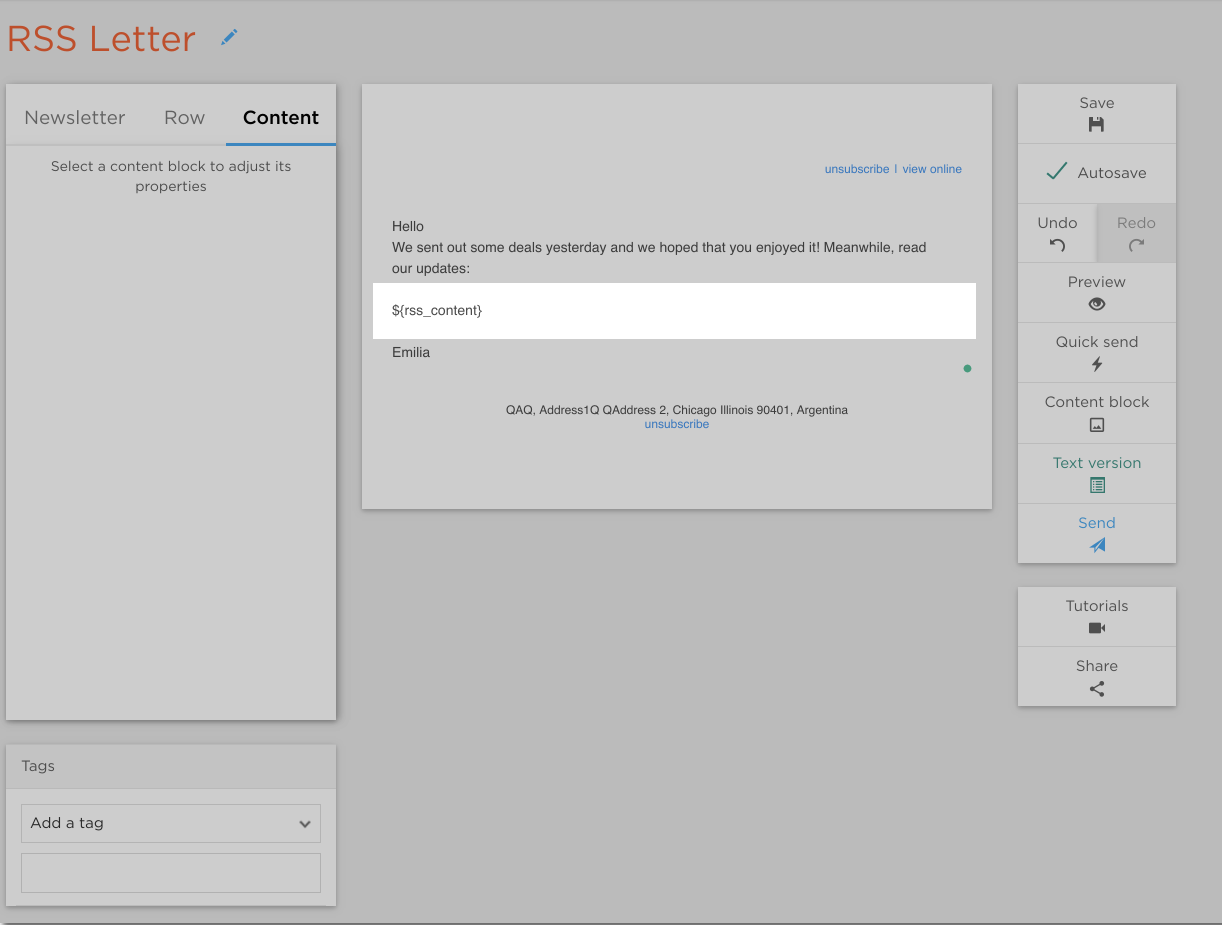 RSS Letter
Newsletter Row Content
Select a content block to adjust its
properties
Tags
Add a tag
unsubscribe | view online
Hello
We sent out some deals yesterday and we hoped that you enjoyed it! Meanwhile, read
our updates:
${rss_content}
Emilia
QAQ, Address1Q QAddress 2, Chicago Illinois 90401, Argentina
unsubscribe
Save
Autosave
Undo Redo
Preview
Quick send
Content block
Text version
Send
Tutorials
Share